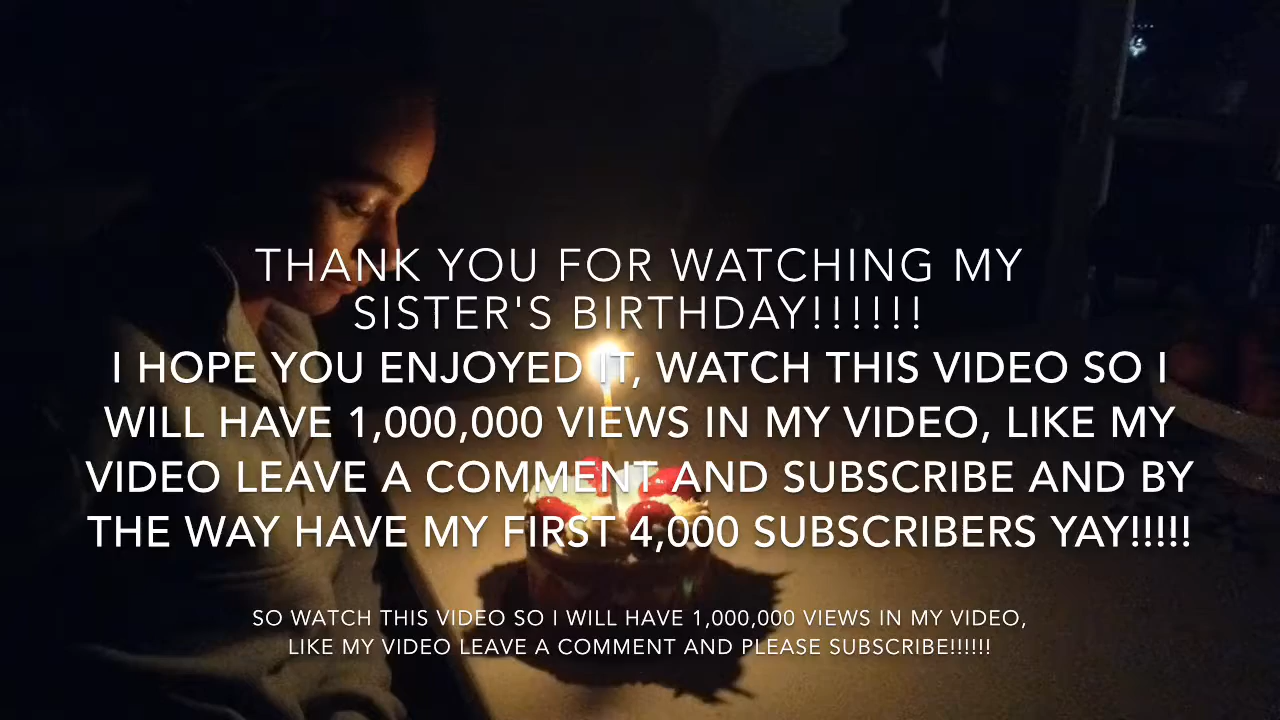 THANK YOU FOR WATCHING MY
SISTER'S BIRTHDAY!!!!!!
I HOPE YOU ENJOYED IT, WATCH THIS VIDEO SO I
WILL HAVE 1,000,000 VIEWS IN MY VIDEO, LIKE MY
VIDEO LEAVE A COMMENT AND SUBSCRIBE AND BY
THE WAY HAVE MY FIRST 4,000 SUBSCRIBERS YAY!!!!!
SO WATCH THIS VIDEO SO I WILL HAVE 1,000,000 VIEWS IN MY VIDEO,
LIKE MY VIDEO LEAVE A COMMENT AND PLEASE SUBSCRIBE!!!!!!